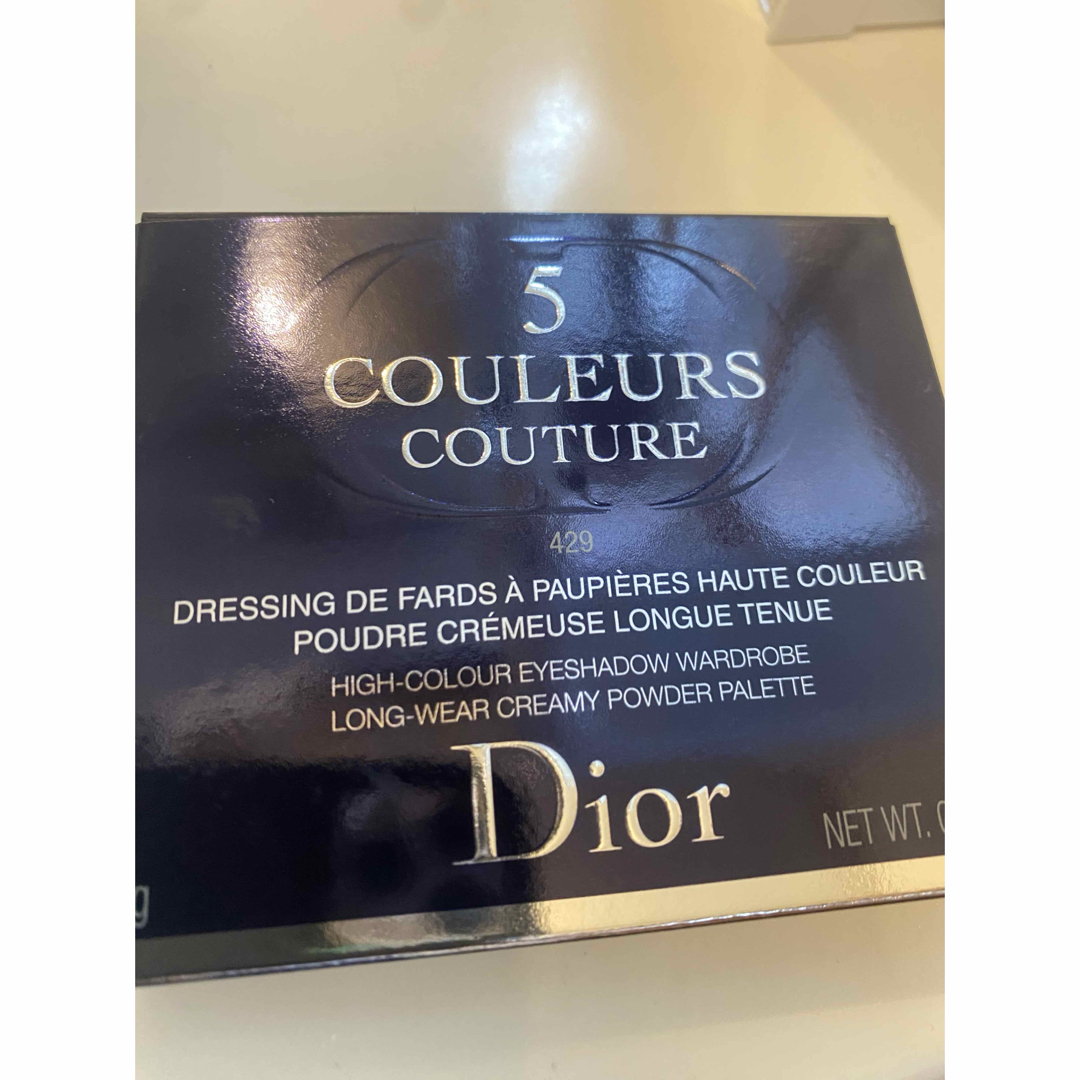 5
COULEURS
COUTURE
429
DRESSING DE FARDS À PAUPIÈRES HAUTE COULEUR
POUDRE CRÉMEUSE LONGUE TENUE
HIGH-COLOUR EYESHADOW WARDROBE
LONG-WEAR CREAMY POWDER PALETTE
Dior
g NET WT.